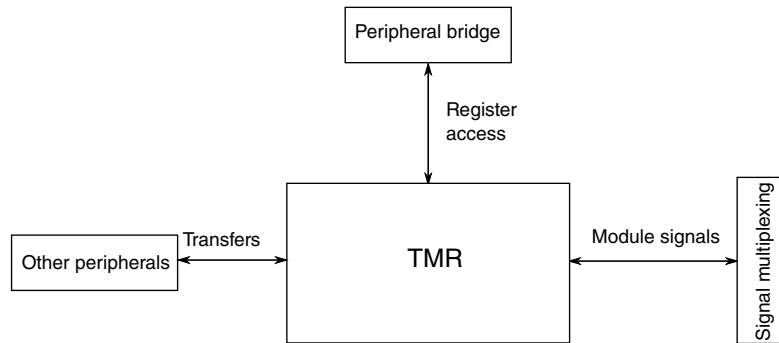 Peripheral bridge
Register
access
Transfers
Other peripherals
TMR
Module signals
Signal multiplexing